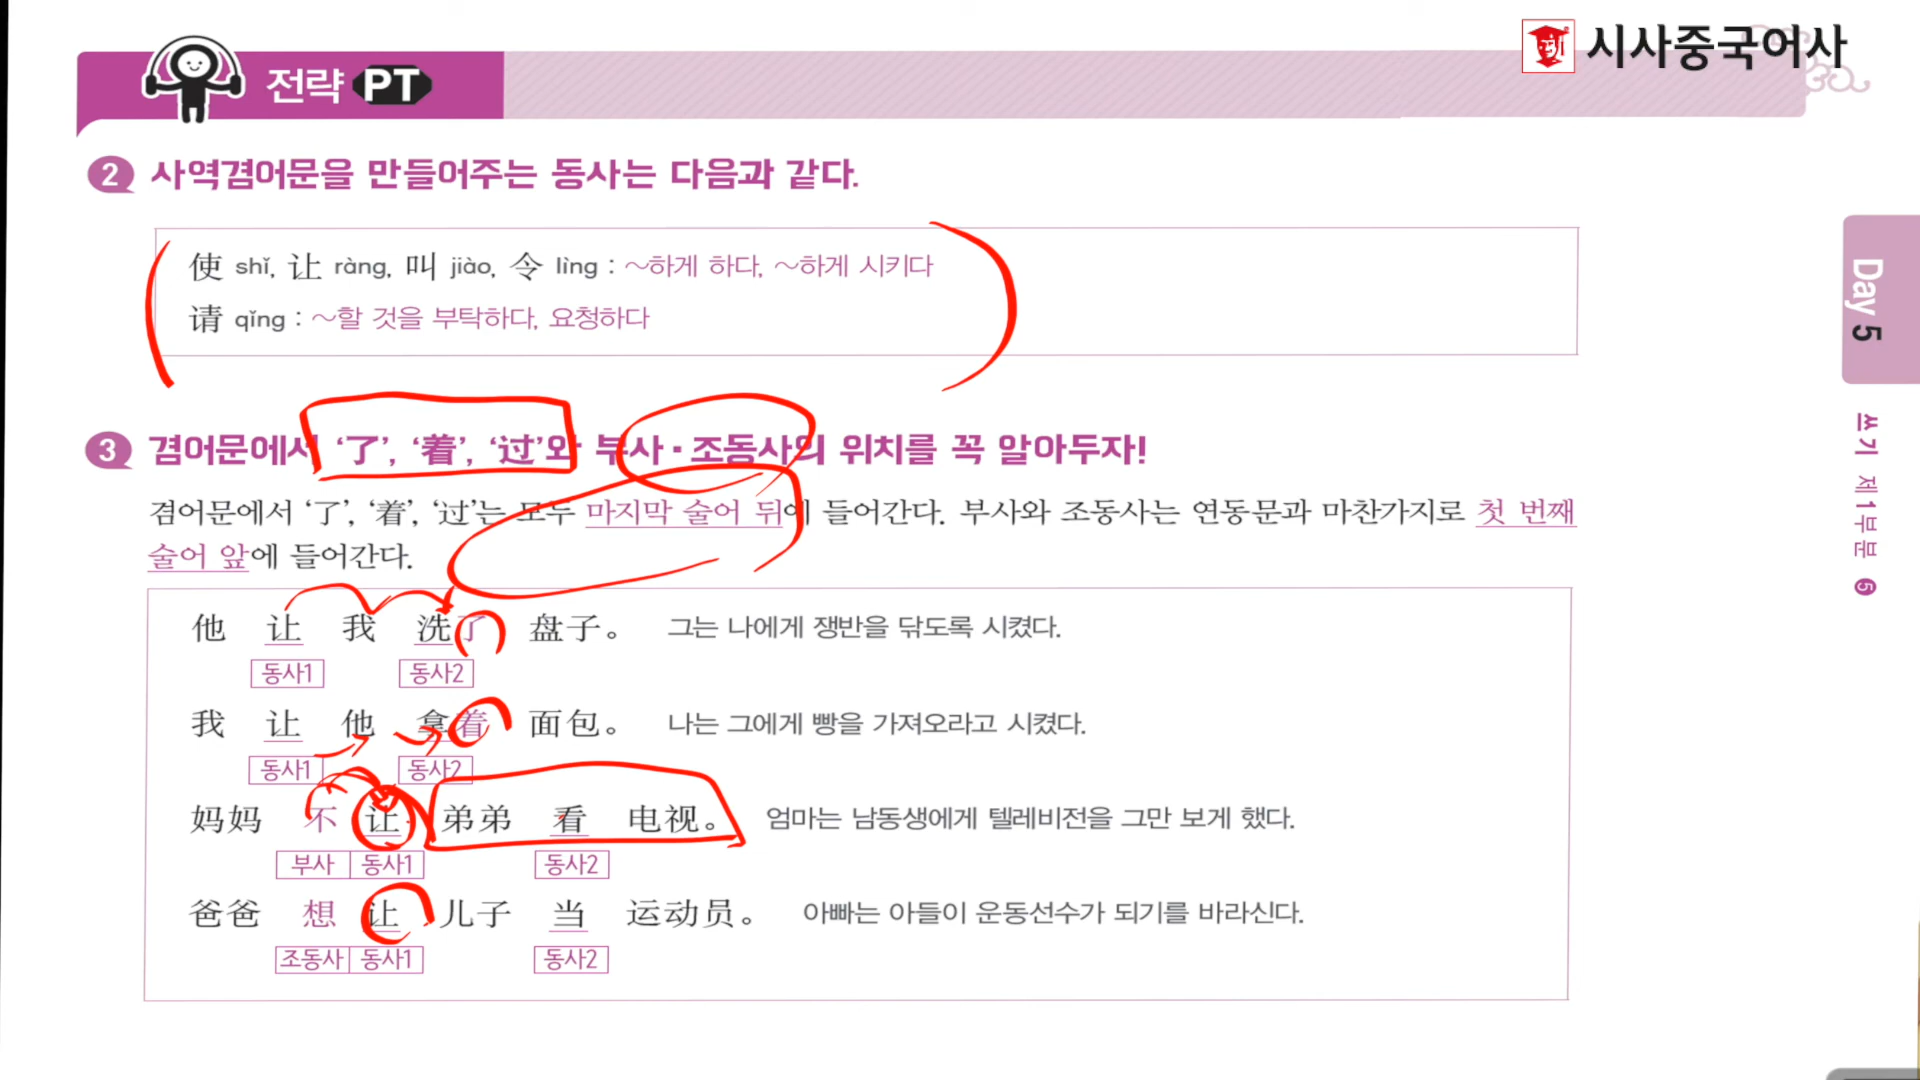 시사중국어사
전략 PT
2 사역겸어문을 만들어주는 동사는 다음과 같다.
使 shǐ, 让 ràng, 叫 jiào, 令 lìng : ~하게 하다, ~하게 시키다
请 qǐng : ~할 것을 부탁하다, 요청하다
3 겸어문에서 ‘了’, ‘着’, ‘过’와 부사·조동사의 위치를 꼭 알아두자!
겸어문에서 ‘了’, ‘着’, ‘过’는 모두 마지막 술어 뒤에 들어간다. 부사와 조동사는 연동문과 마찬가지로 첫 번째
술어 앞에 들어간다.
他 让 我 洗了 盘子。 그는 나에게 쟁반을 닦도록 시켰다.
동사1 동사2
我 让 他 拿着 面包。 나는 그에게 빵을 가져오라고 시켰다.
동사1 동사2
妈妈 不 让 弟弟 看 电视。 엄마는 남동생에게 텔레비전을 그만 보게 했다.
부사 동사1 동사2
爸爸 想 让 儿子 当 运动员。 아빠는 아들이 운동선수가 되기를 바라신다.
조동사 동사1 동사2
Day 5
쓰기 제1부분 5